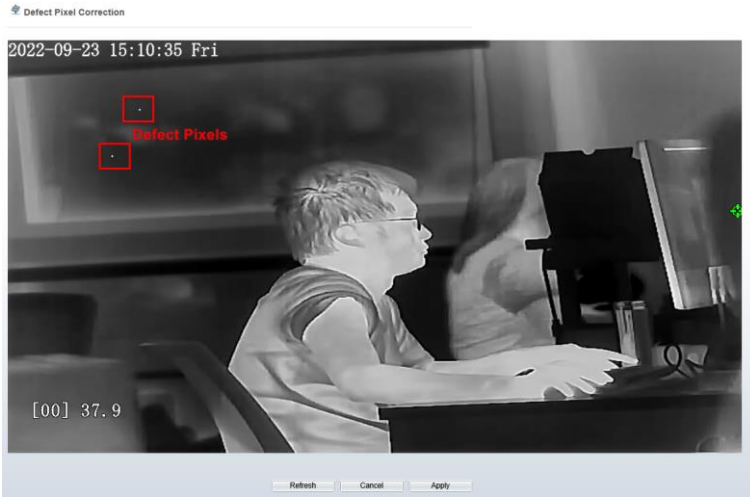 Defect Pixel Correction
2022-09-23 15:10:35 Fri
Defect Pixels
[00] 37.9
Refresh Cancel Apply